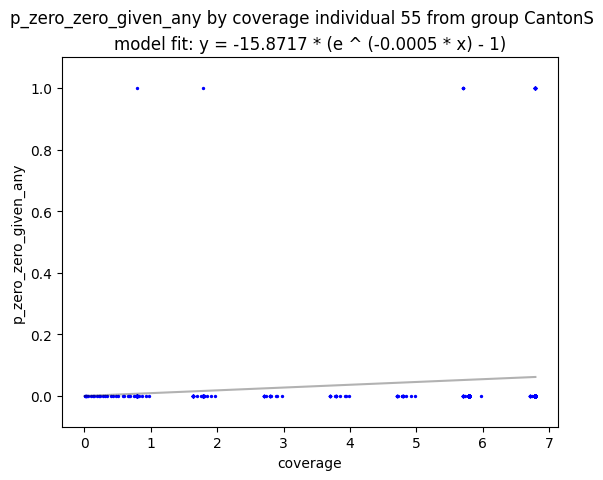 p_zero_zero_given_any by coverage individual 55 from group CantonS
model fit: y = -15.8717 * (e ^ (-0.0005 * x) - 1)
1.0
0.8
0.6
0.4
0.2
0.0
p_zero_zero_given_any
0 1 2 3 4 5 6 7
coverage